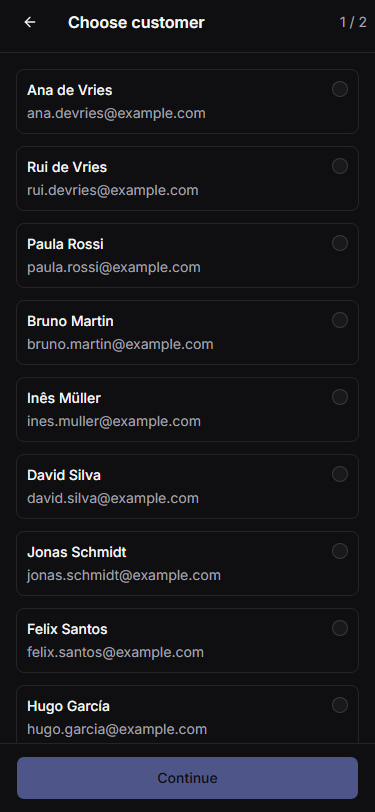 Choose customer
1 / 2
Ana de Vries
ana.devries@example.com
Rui de Vries
rui.devries@example.com
Paula Rossi
paula.rossi@example.com
Bruno Martin
bruno.martin@example.com
Inês Müller
ines.muller@example.com
David Silva
david.silva@example.com
Jonas Schmidt
jonas.schmidt@example.com
Felix Santos
felix.santos@example.com
Hugo García
hugo.garcia@example.com
Continue